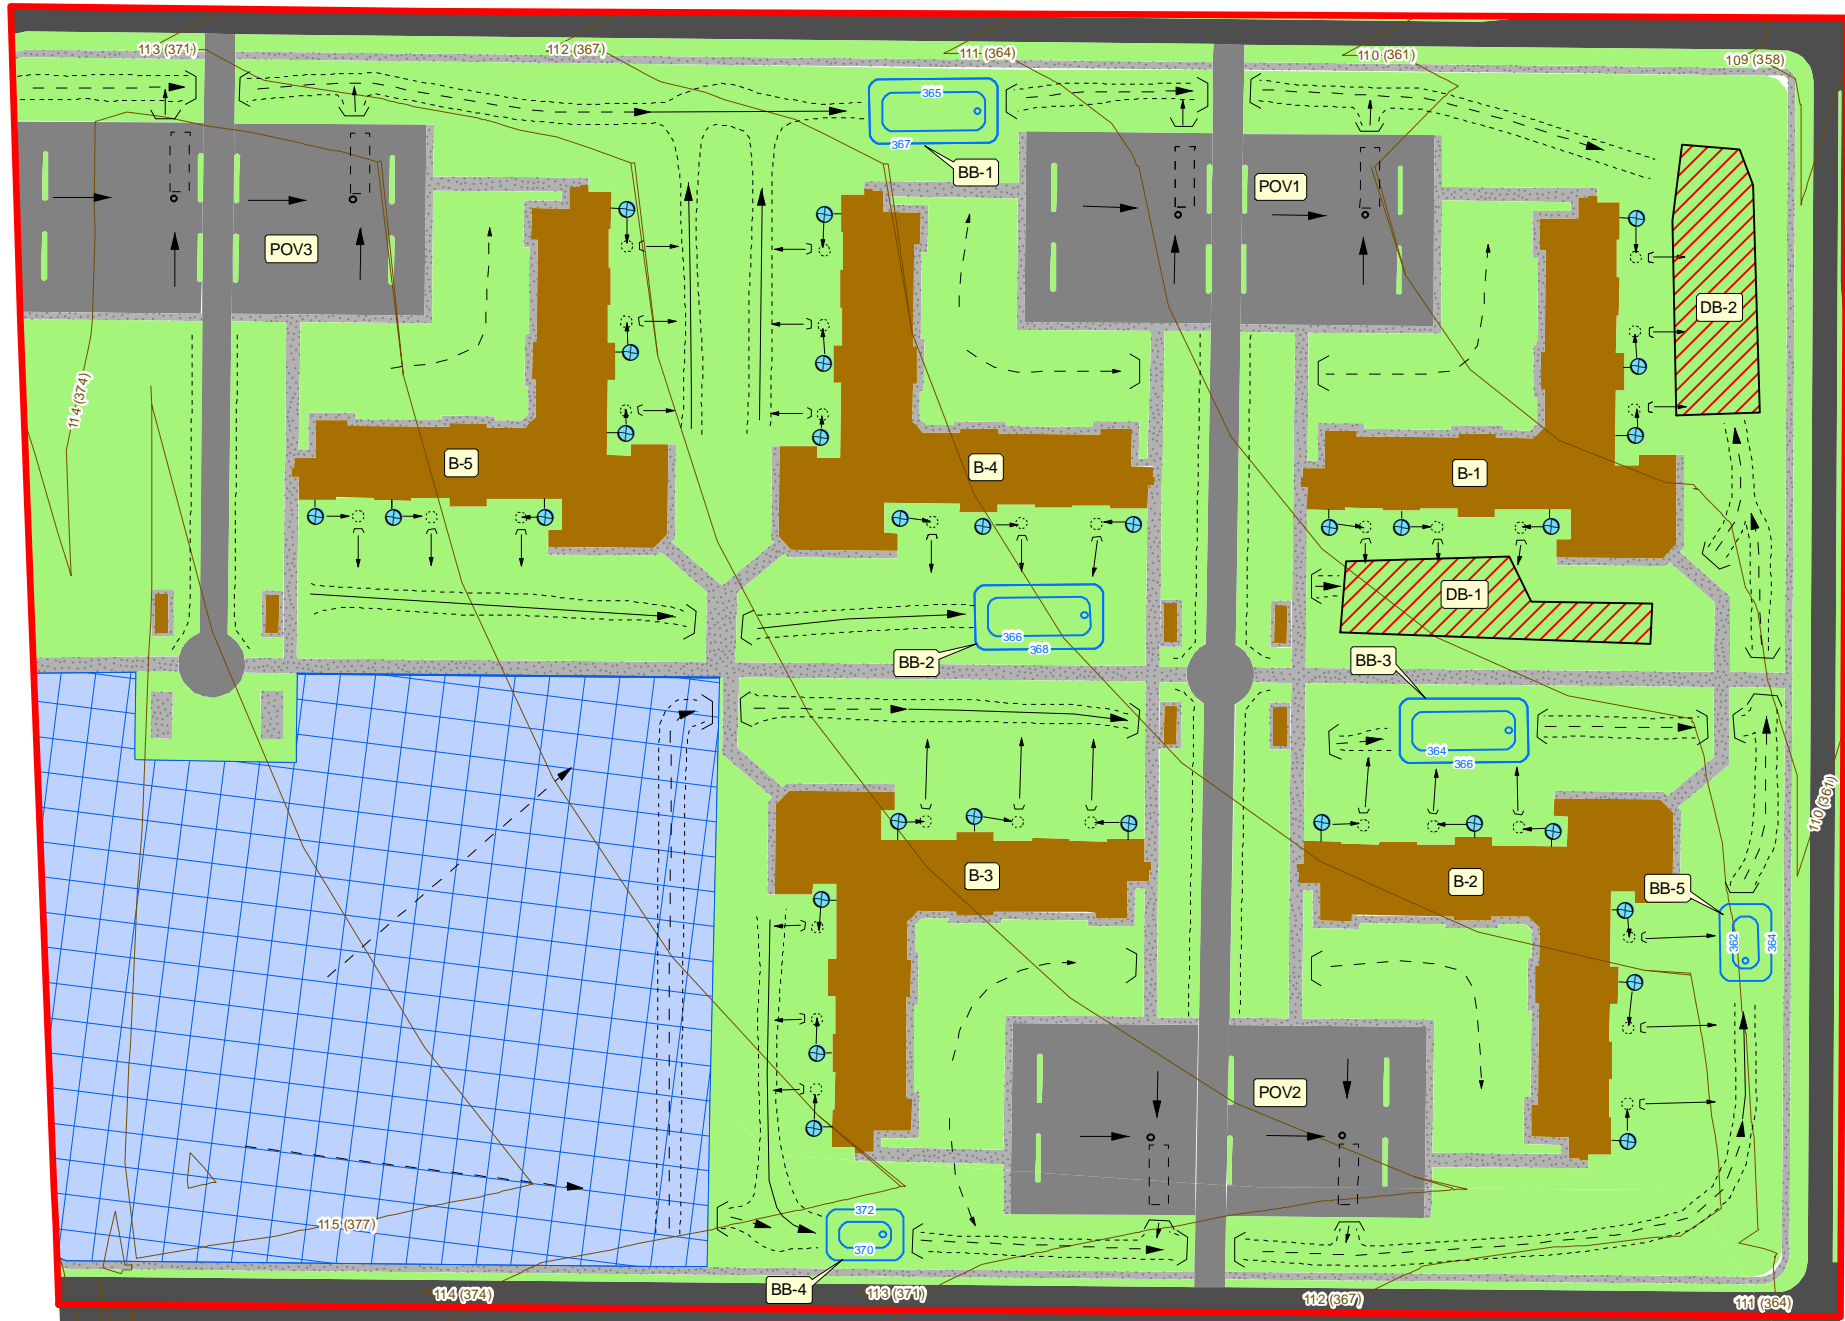 113 (371)
112 (367)
111 (364)
110 (361)
109 (358)
365
367
BB-1
POV1
POV3
DB-2
114 (374)
B-5
B-4
B-1
DB-1
366
368
BB-2
BB-3
364
366
110 (361)
B-3
B-2
BB-5
362
364
POV2
372
370
115 (377)
BB-4
114 (374)
113 (371)
112 (367)
111 (364)